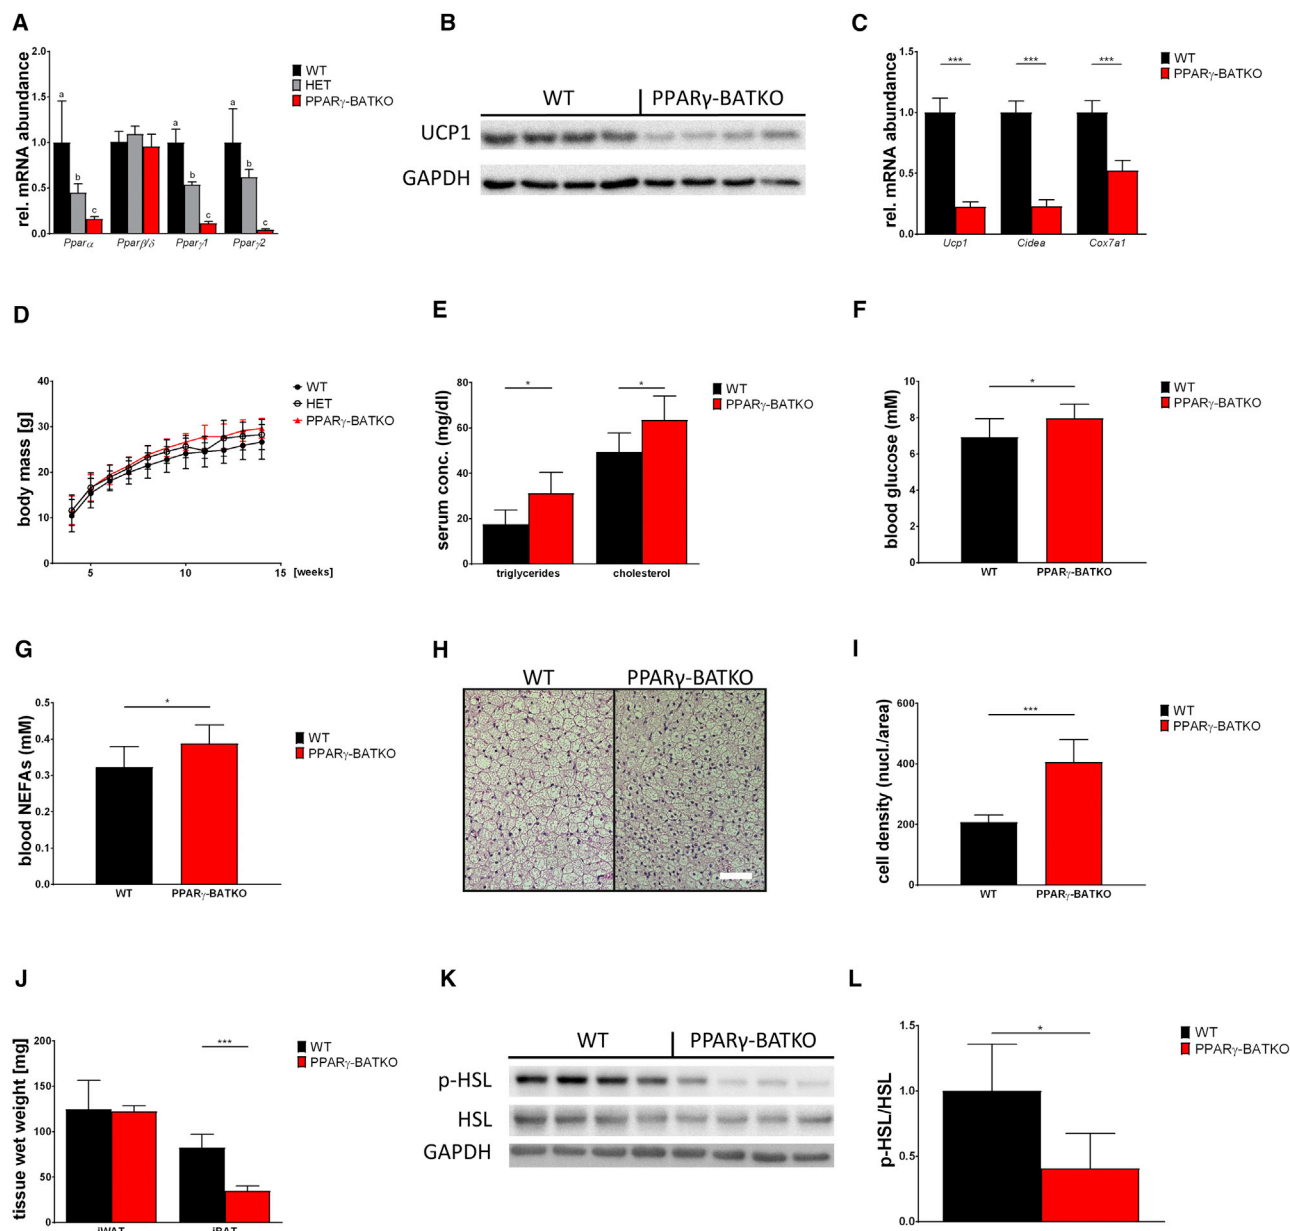 A
rel. mRNA abundance
2.0
1.5
1.0
0.5
0.0
a
b
c
a
b
c
a
b
c
Pparα
Pparβ/δ
Pparγ1
Pparγ2
WT
HET
PPARγ-BATKO
B
WT PPARγ-BATKO
UCP1
GAPDH
C
rel. mRNA abundance
1.5
1.0
0.5
0.0
*** *** ***
Ucp1 Cidea Cox7a1
WT
PPARγ-BATKO
D
body mass [g]
40
30
20
10
0
5 10 15 [weeks]
WT
HET
PPARγ-BATKO
E
serum conc. (mg/dl)
80
60
40
20
0
* *
triglycerides cholesterol
WT
PPARγ-BATKO
F
blood glucose (mM)
10
8
6
4
2
0
*
WT PPARγ-BATKO
WT
PPARγ-BATKO
G
blood NEFAs (mM)
0.5
0.4
0.3
0.2
0.1
0.0
*
WT PPARγ-BATKO
WT
PPARγ-BATKO
H
WT PPARγ-BATKO
I
cell density (nucl./area)
600
400
200
0
***
WT PPARγ-BATKO
WT
PPARγ-BATKO
J
tissue wet weight [mg]
200
150
100
50
0
***
iWAT iBAT
WT
PPARγ-BATKO
K
WT PPARγ-BATKO
p-HSL
HSL
GAPDH
L
p-HSL/HSL
1.5
1.0
0.5
0.0
*
WT
PPARγ-BATKO